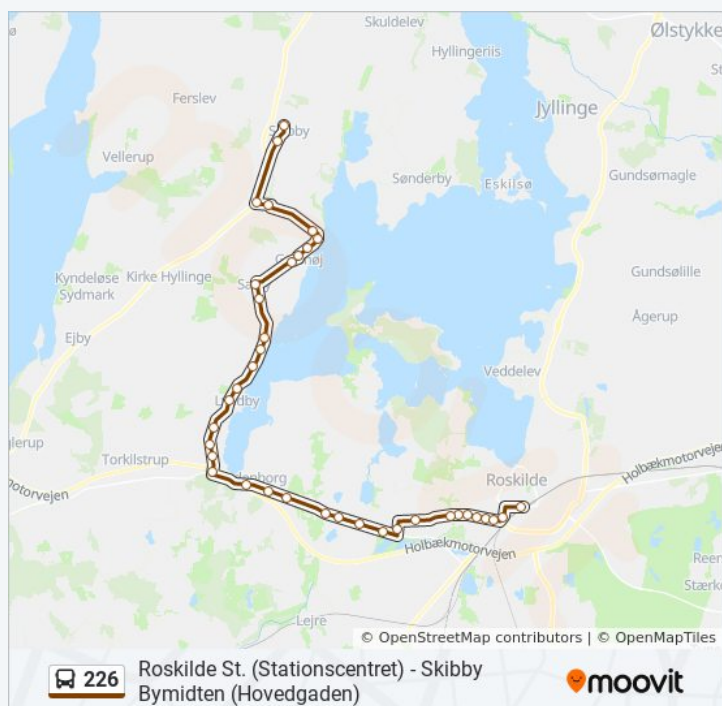 Skuldelev
Ølstykke
Hyllingeriis
Ferslev
Jyllinge
Skibby
Vellerup
Sønderby
Eskilsø
Gundsømagle
Kyndeløse
Sydmark
Kirke Hyllinge
Gundsølille
Ågerup
Ejby
Veddelev
Torkilstrup
Roskilde
Holbækmotorvejen
Holbækmotorvejen
Lejre
© OpenStreetMap contributors | © OpenMapTiles
226
Roskilde St. (Stationscentret) - Skibby
Bymidten (Hovedgaden)
moovit